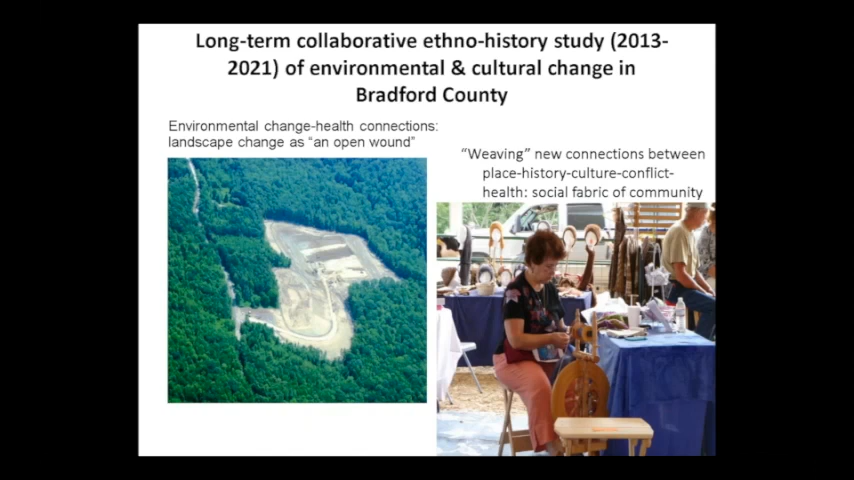 Long-term collaborative ethno-history study (2013-
2021) of environmental & cultural change in
Bradford County
Environmental change-health connections:
landscape change as “an open wound”
“Weaving” new connections between
place-history-culture-conflict-
health: social fabric of community